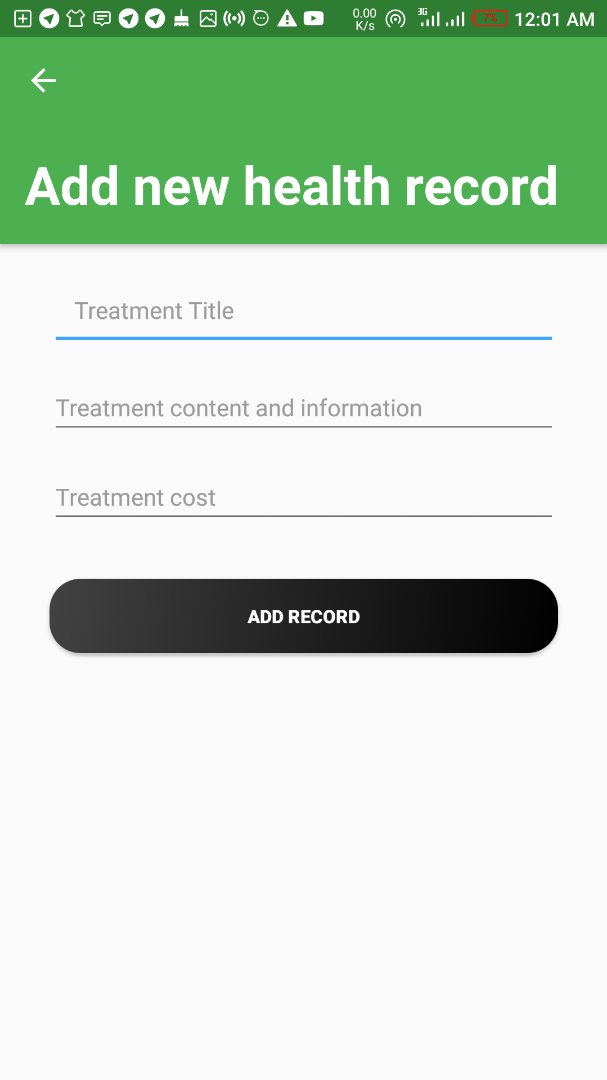 0.00 K/s 3G 7% 12:01 AM
Add new health record
Treatment Title
Treatment content and information
Treatment cost
ADD RECORD